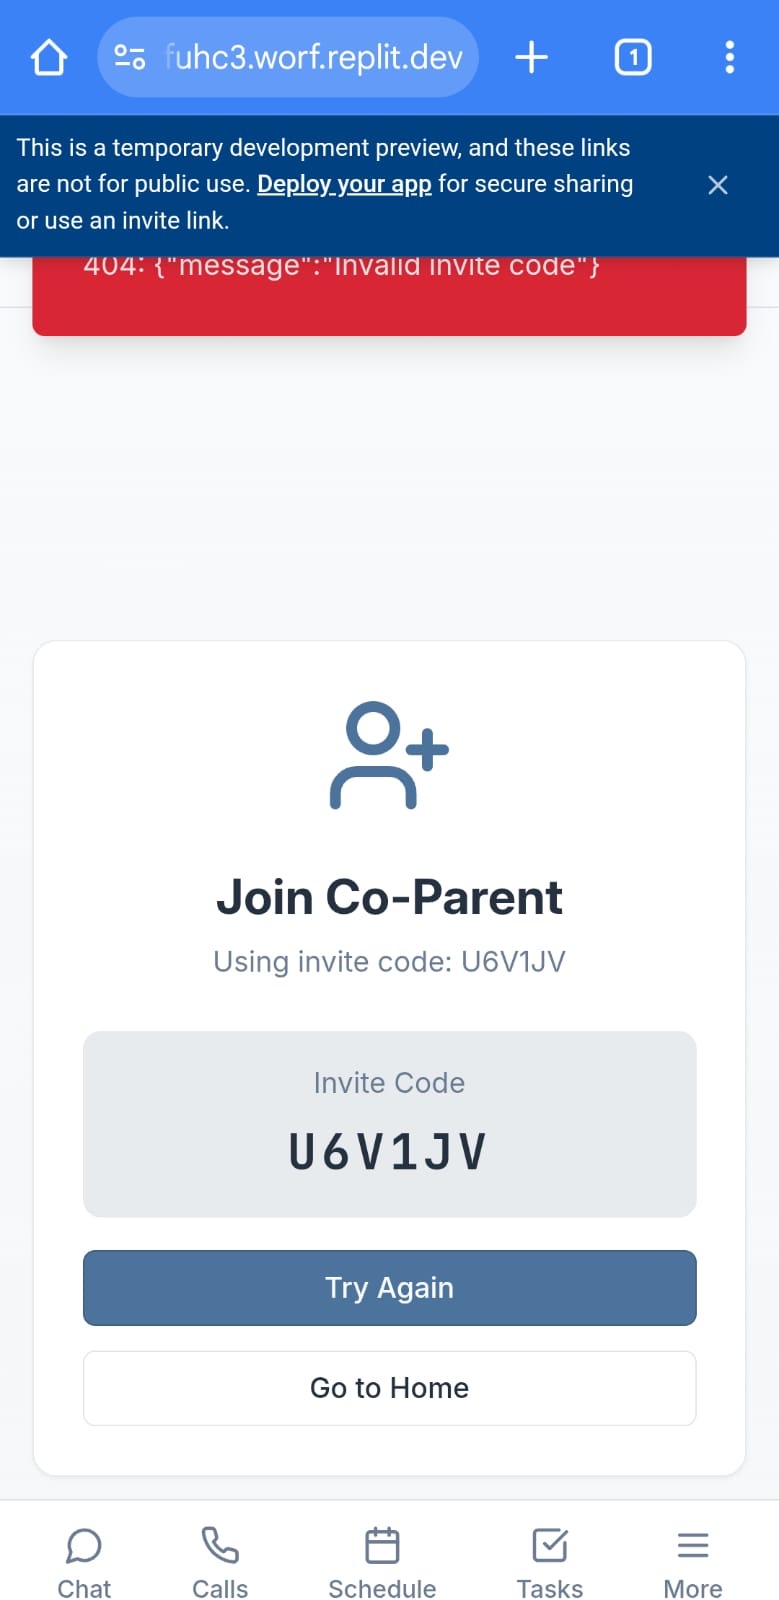 fuhc3.worf.replit.dev
1
This is a temporary development preview, and these links
are not for public use. Deploy your app for secure sharing
or use an invite link.
404: {"message":"Invalid invite code"}
Join Co-Parent
Using invite code: U6V1JV
Invite Code
U6V1JV
Try Again
Go to Home
Chat
Calls
Schedule
Tasks
More